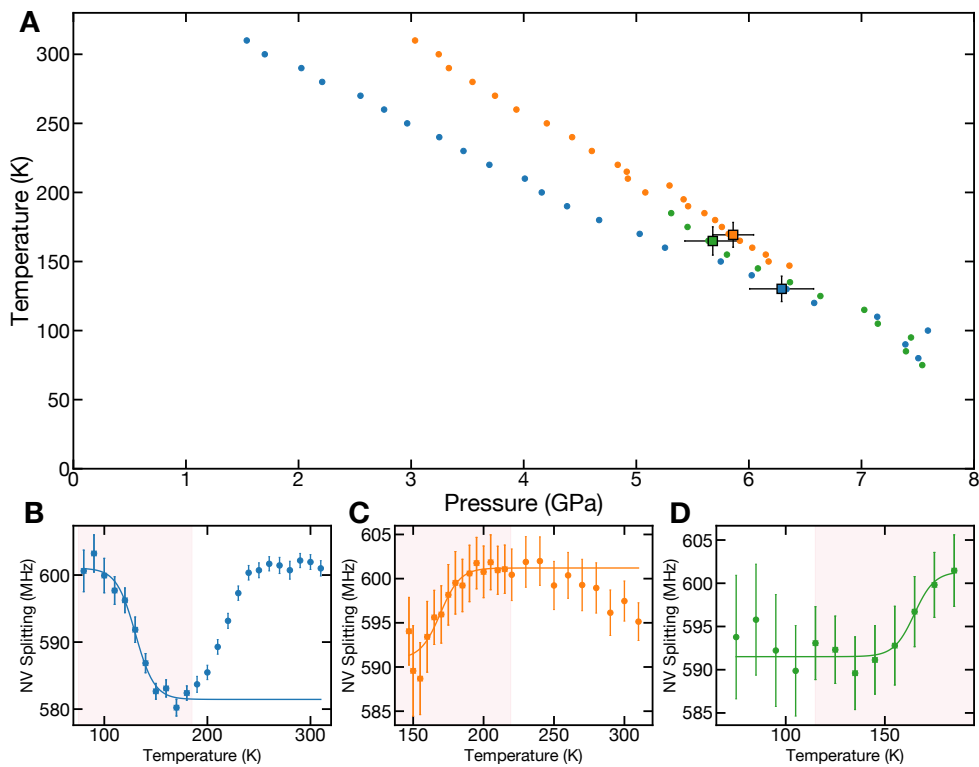 A
Temperature (K)
300
250
200
150
100
50
0
0 1 2 3 4 5 6 7 8
Pressure (GPa)
B
NV Splitting (MHz)
600
590
580
100 200 300
Temperature (K)
C
NV Splitting (MHz)
605
600
595
590
585
150 200 250 300
Temperature (K)
D
NV Splitting (MHz)
605
600
595
590
585
100 150
Temperature (K)